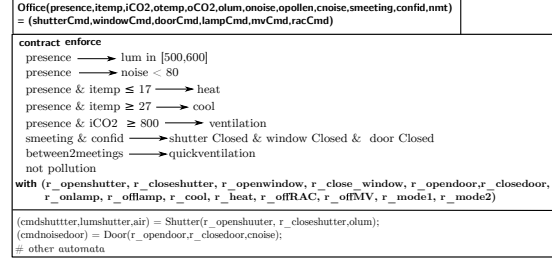 Office(presence,itemp,iCO2,otemp,oCO2,olum,onoise,opollen,cnoise,smeeting,confid,nmt)
= (shutterCmd,windowCmd,doorCmd,lampCmd,mvCmd,racCmd)
contract enforce
presence ⟶ lum in [500,600]
presence ⟶ noise < 80
presence & itemp ≤ 17 ⟶ heat
presence & itemp ≥ 27 ⟶ cool
presence & iCO2 ≥ 800 ⟶ ventilation
smeeting & confid ⟶ shutter Closed & window Closed & door Closed
between2meetings ⟶ quickventilation
not pollution
with (r_openshutter, r_closeshutter, r_openwindow, r_close_window, r_opendoor,r_closedoor,
r_onlamp, r_offlamp, r_cool, r_heat, r_offRAC, r_offMV, r_mode1, r_mode2)
(cmdshuttter,lumshutter,air) = Shutter(r_openshuuter, r_closeshutter,olum);
(cmdnoisedoor) = Door(r_opendoor,r_closedoor,cnoise);
# other automata